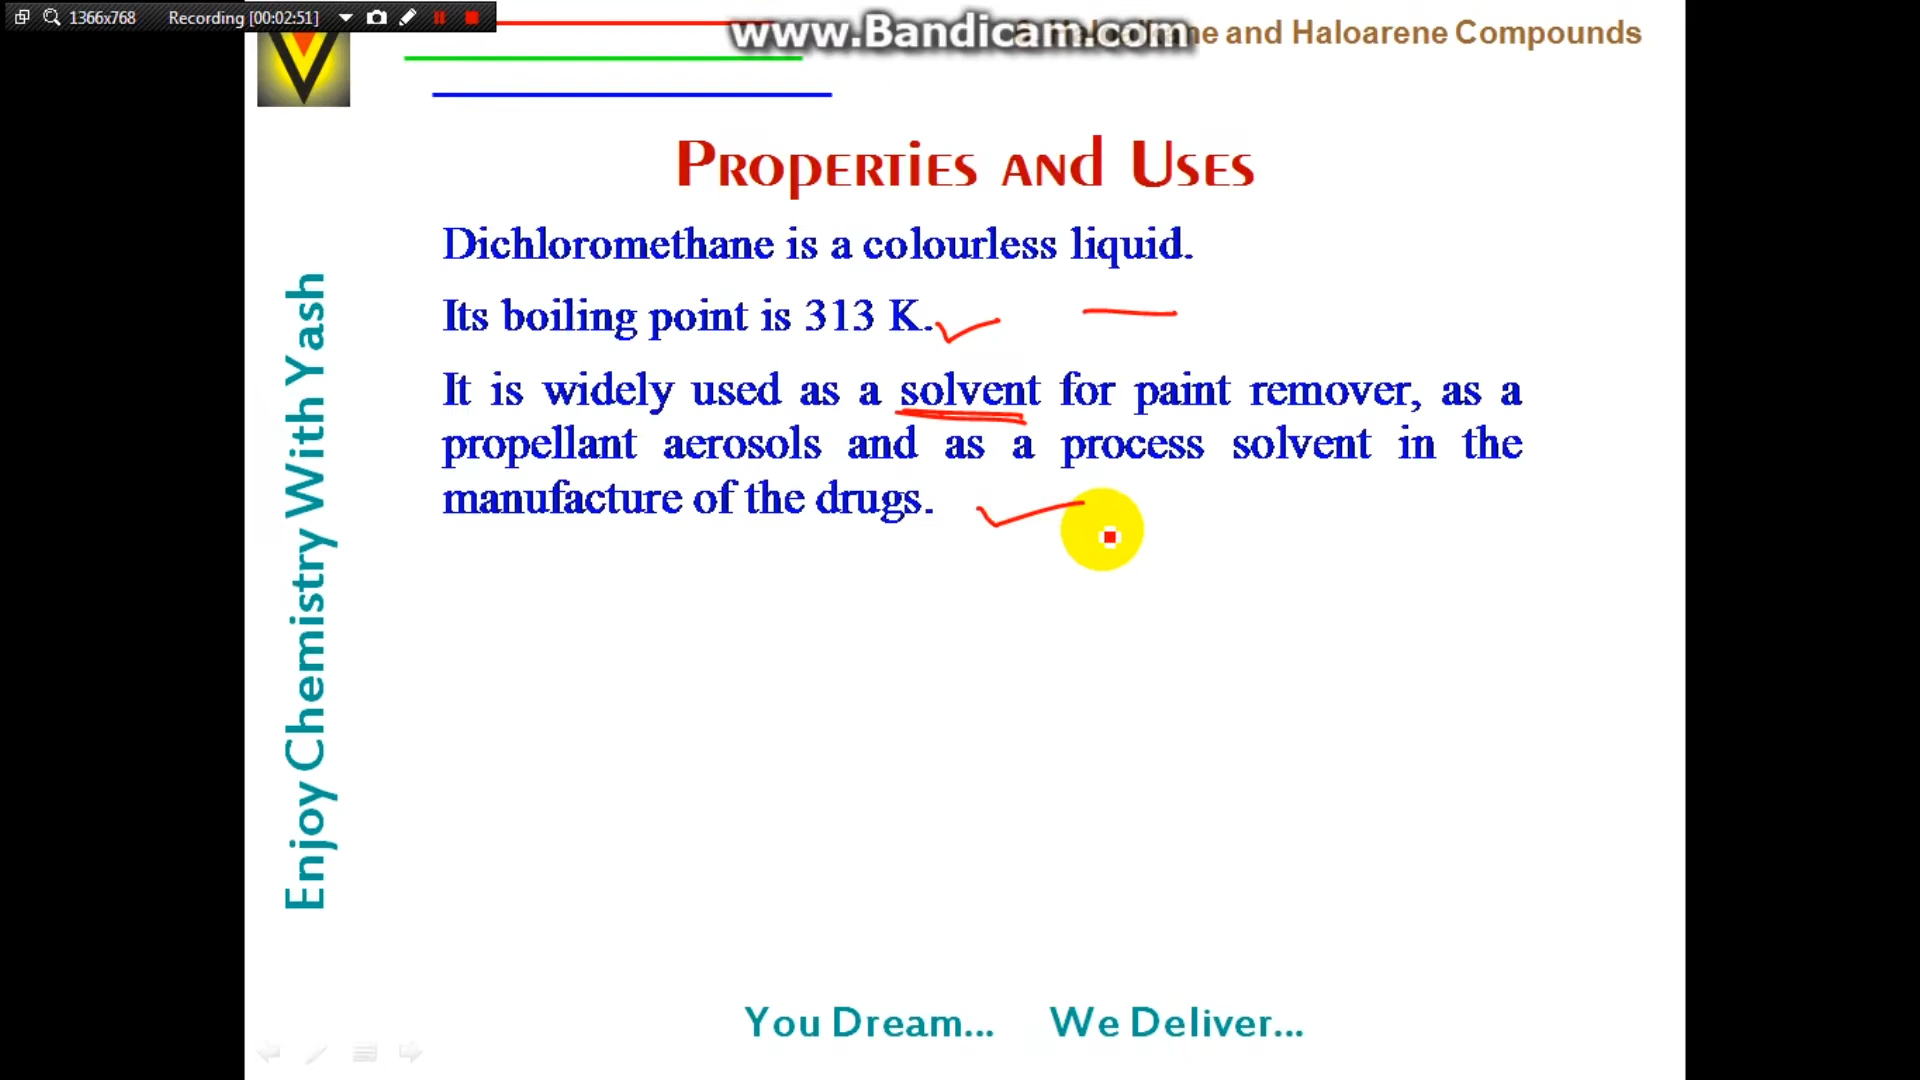 1366x768 Recording [00:02:51]
www.Bandicam.com
ne and Haloarene Compounds
Properties and Uses
Dichloromethane is a colourless liquid.
Its boiling point is 313 K.
It is widely used as a solvent for paint remover, as a
propellant aerosols and as a process solvent in the
manufacture of the drugs.
Enjoy Chemistry With Yash
You Dream... We Deliver...